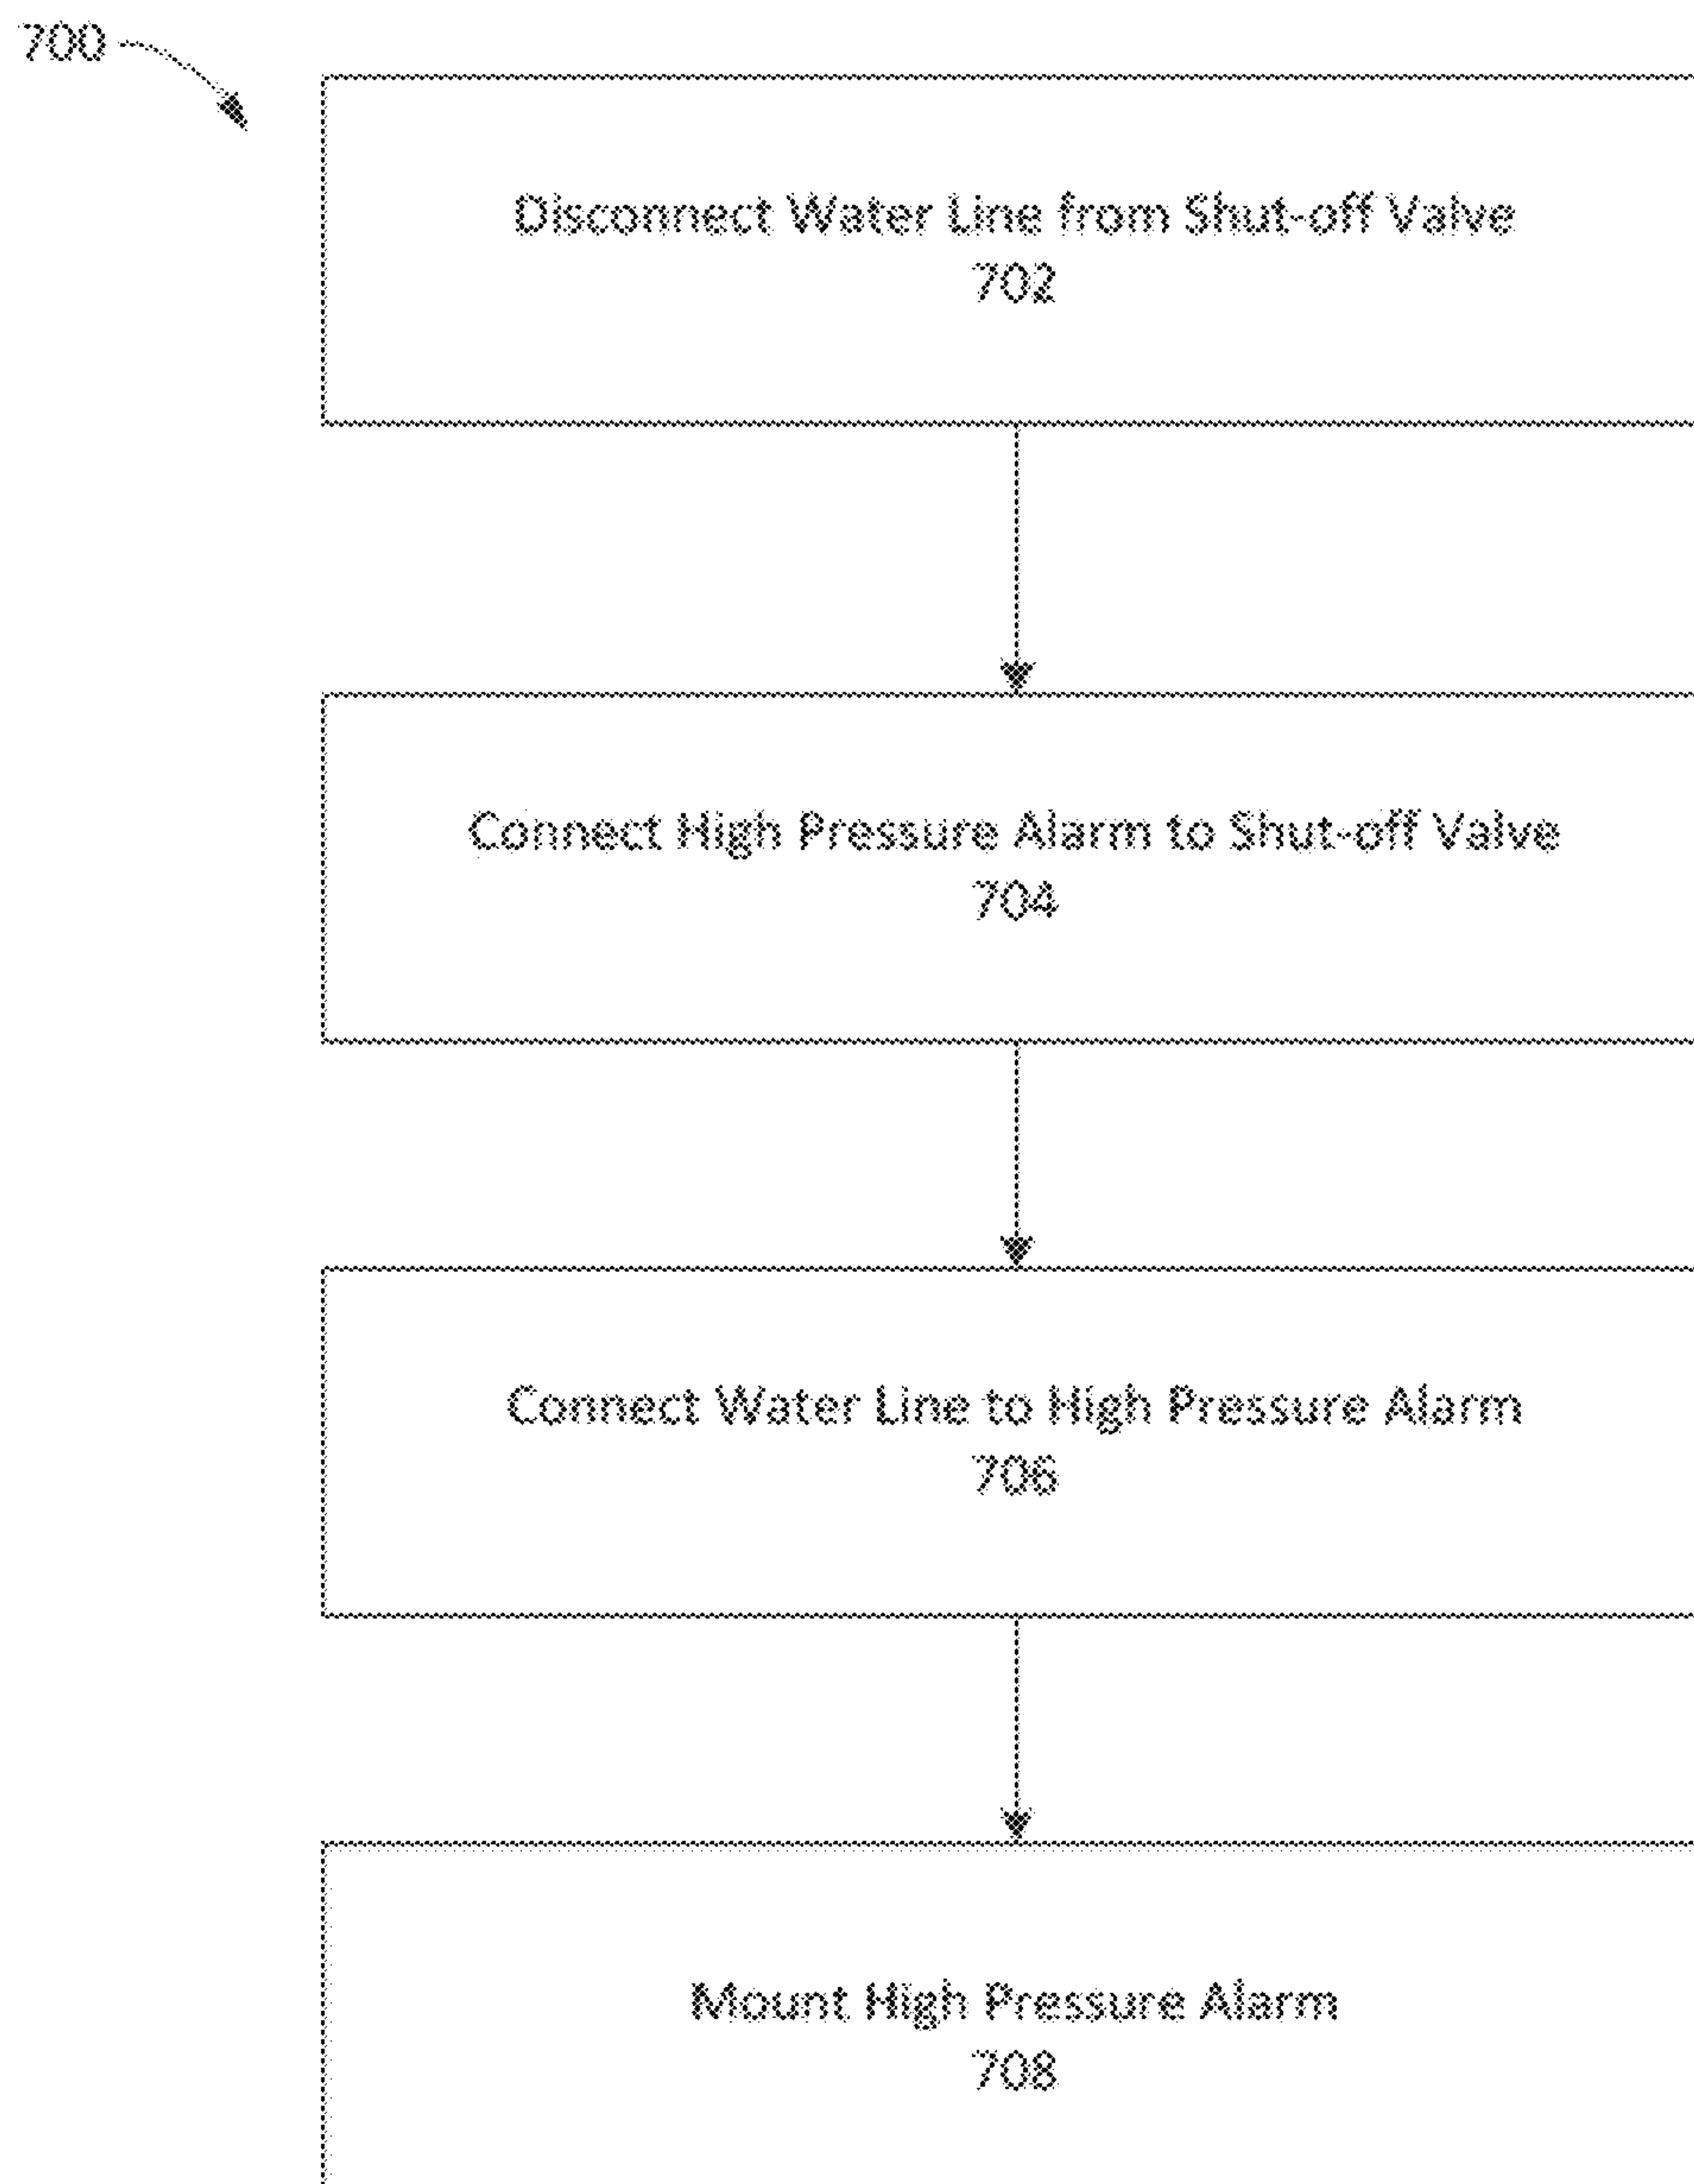 700
Disconnect Water Line from Shut-off Valve
702
Connect High Pressure Alarm to Shut-off Valve
704
Connect Water Line to High Pressure Alarm
706
Mount High Pressure Alarm
708